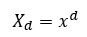 X_d = x^d